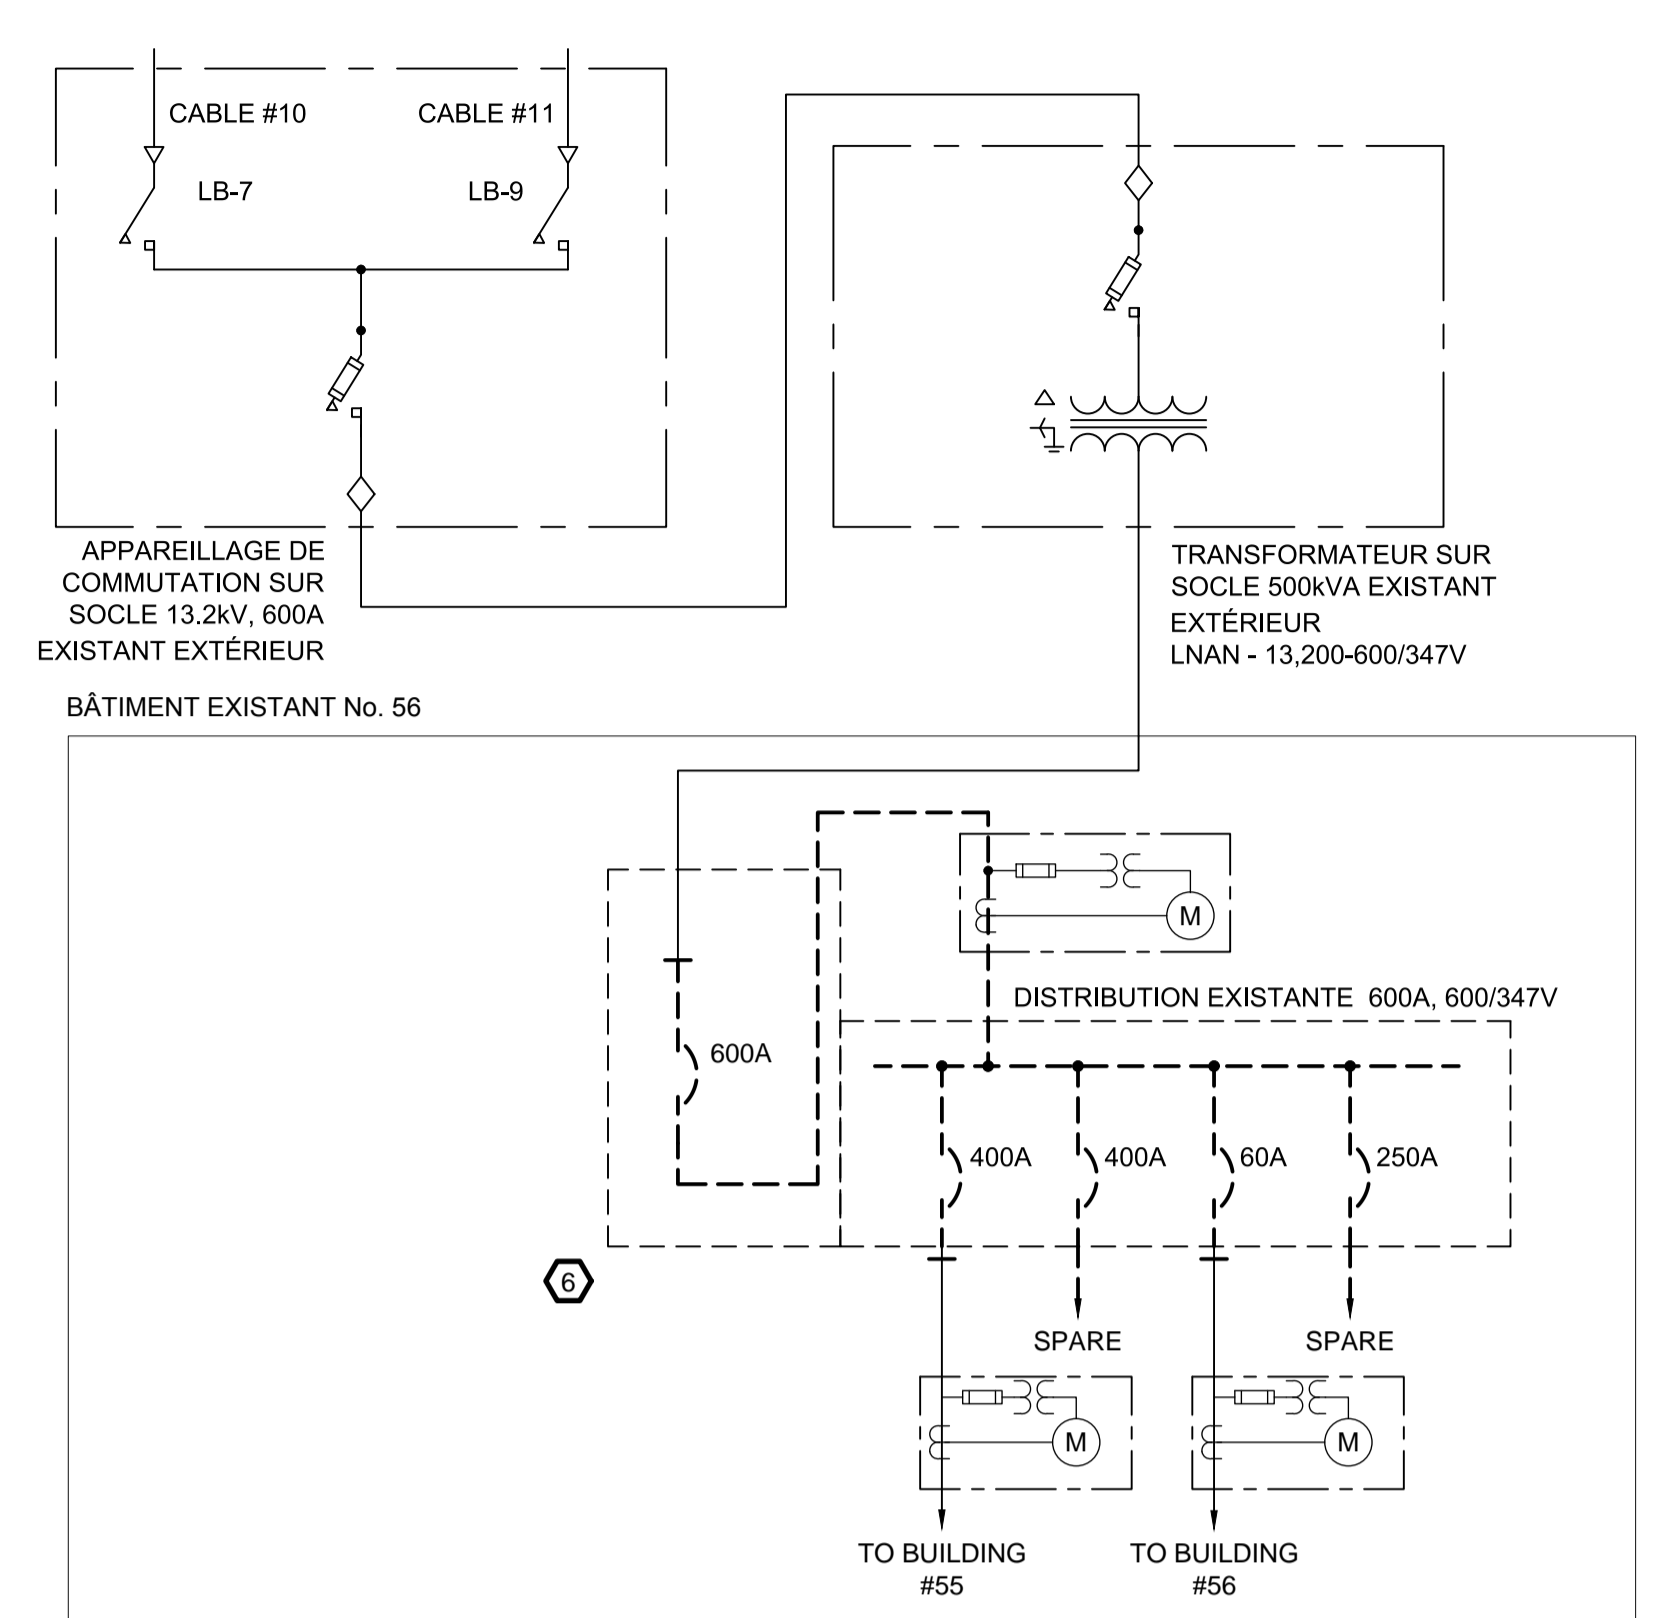 CABLE #10
CABLE #11
LB-7
LB-9
APPAREILLAGE DE
COMMUTATION SUR
SOCLE 13.2kV, 600A
EXISTANT EXTÉRIEUR
TRANSFORMATEUR SUR
SOCLE 500kVA EXISTANT
EXTÉRIEUR
LNAN - 13,200-600/347V
BÂTIMENT EXISTANT No. 56
M
DISTRIBUTION EXISTANTE 600A, 600/347V
600A
400A
400A
60A
250A
6
SPARE
SPARE
M
M
TO BUILDING
#55
TO BUILDING
#56